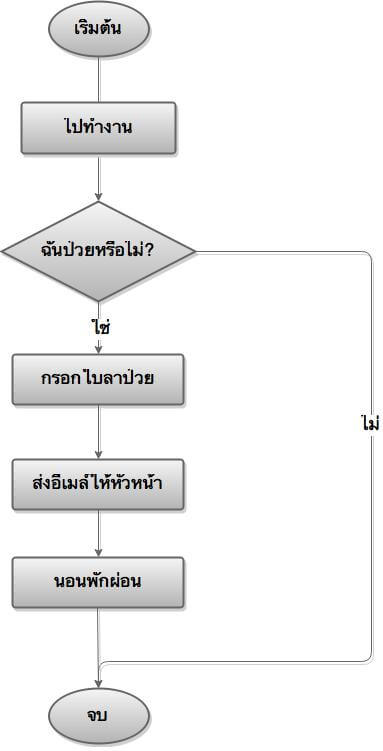 เริ่มต้น
ไปทำงาน
ฉันป่วยหรือไม่?
ใช่
กรอกใบลาป่วย
ส่งอีเมล์ให้หัวหน้า
นอนพักผ่อน
ไม่
จบ